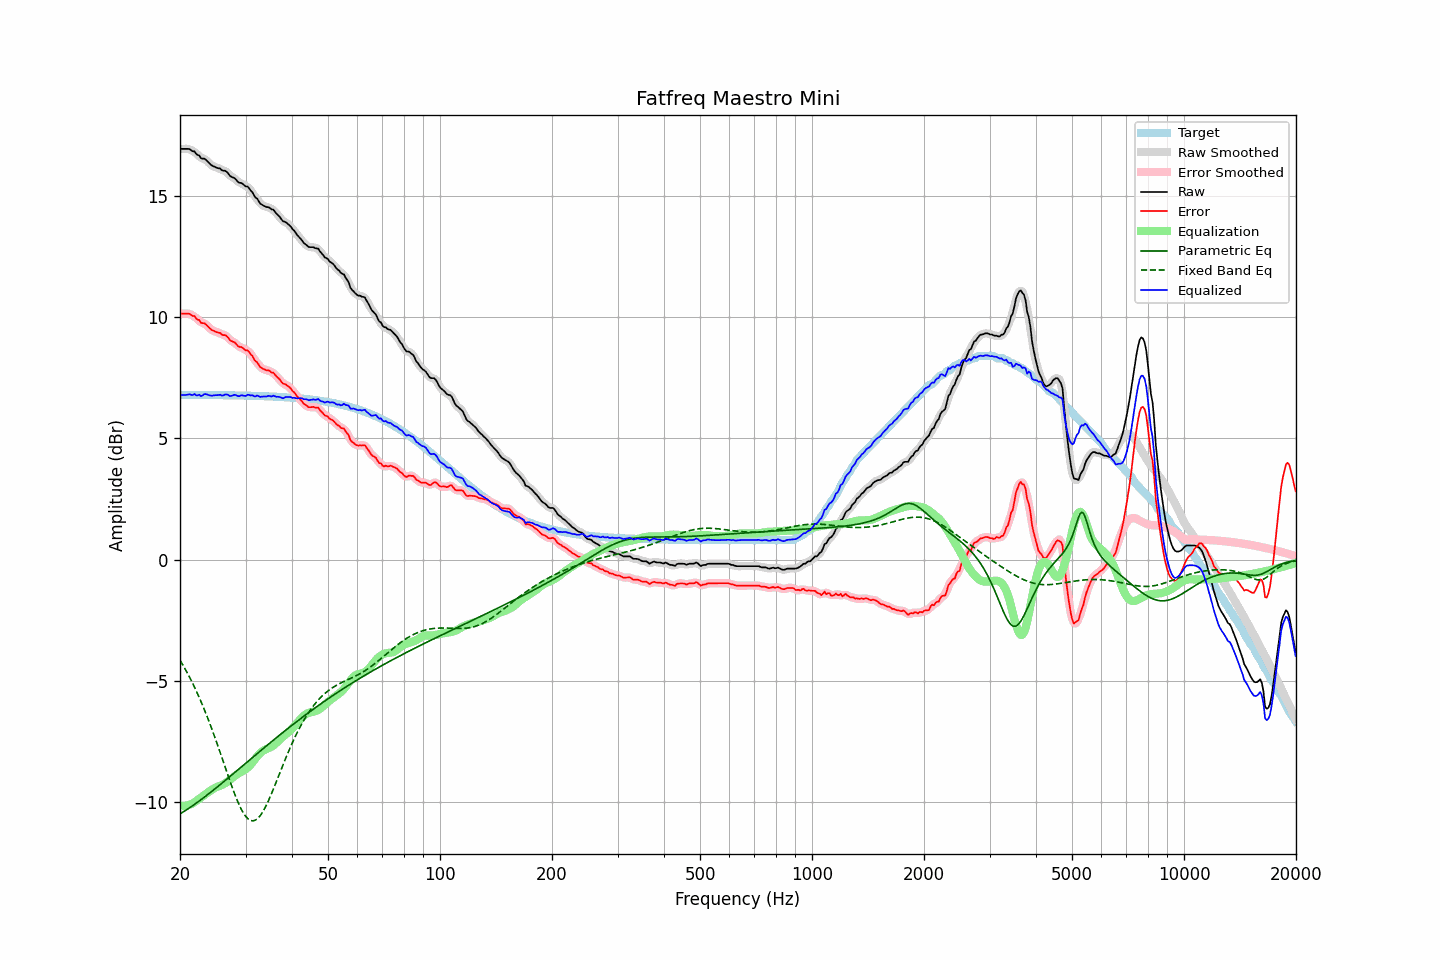 Fatfreq Maestro Mini
Target
Raw Smoothed
Error Smoothed
Raw
Error
Equalization
Parametric Eq
Fixed Band Eq
Equalized
Amplitude (dBr)
15
10
5
0
−5
−10
20
50
100
200
500
1000
2000
5000
10000
20000
Frequency (Hz)